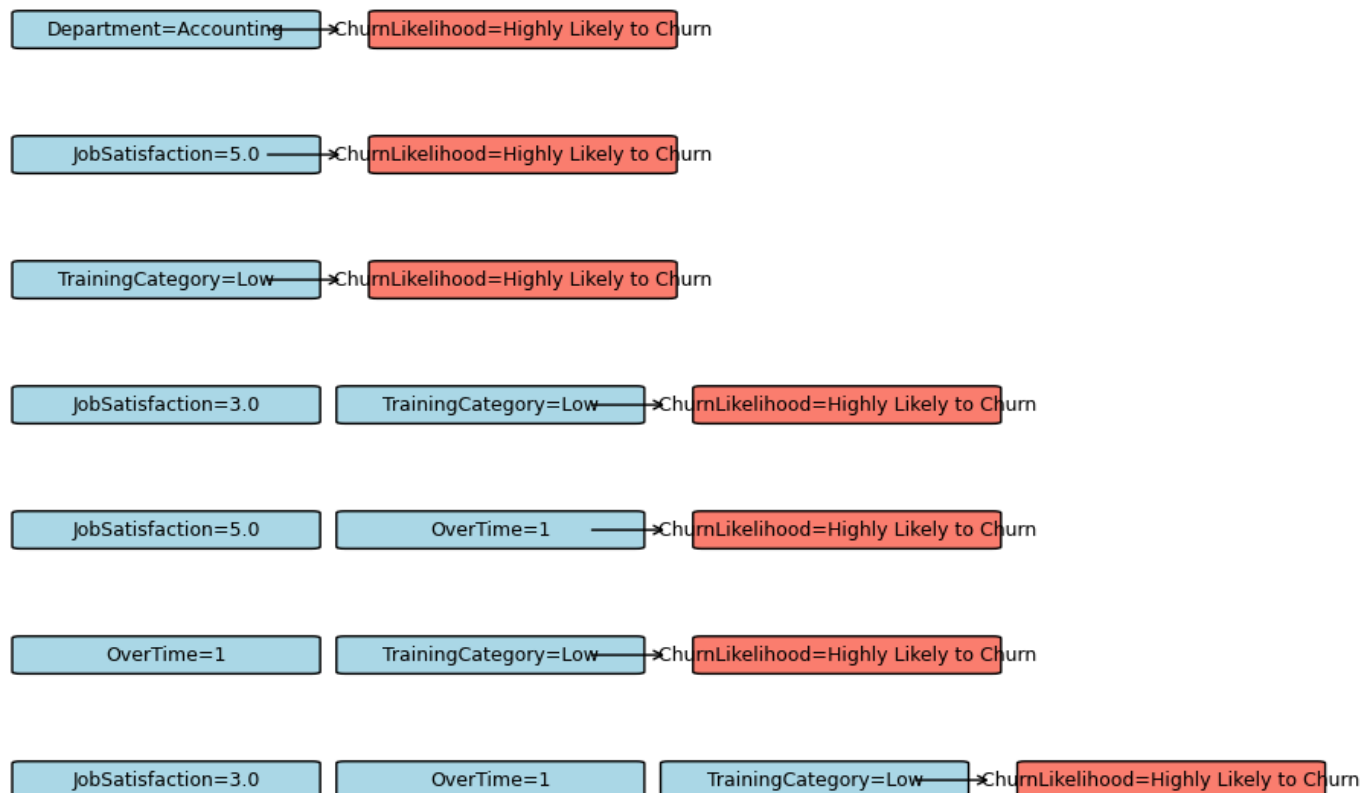 Department=Accounting ChurnLikelihood=Highly Likely to Churn
JobSatisfaction=5.0 ChurnLikelihood=Highly Likely to Churn
TrainingCategory=Low ChurnLikelihood=Highly Likely to Churn
JobSatisfaction=3.0 TrainingCategory=Low ChurnLikelihood=Highly Likely to Churn
JobSatisfaction=5.0 OverTime=1 ChurnLikelihood=Highly Likely to Churn
OverTime=1 TrainingCategory=Low ChurnLikelihood=Highly Likely to Churn
JobSatisfaction=3.0 OverTime=1 TrainingCategory=Low ChurnLikelihood=Highly Likely to Churn